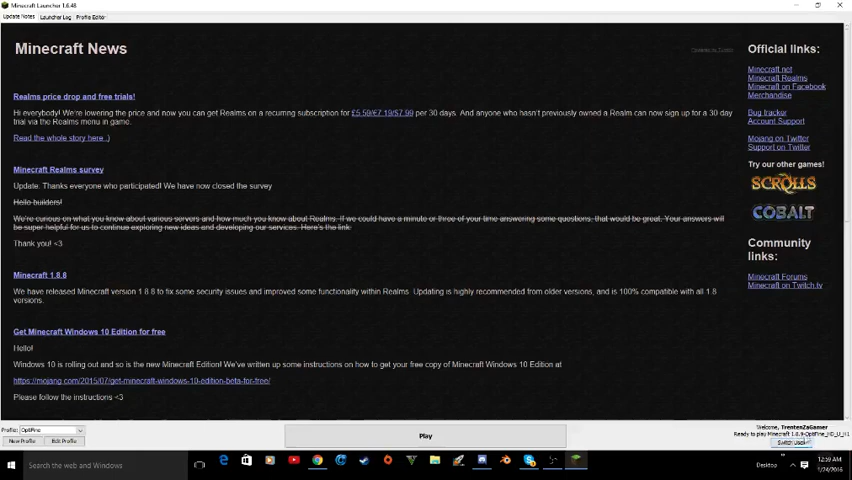 Minecraft Launcher 1.6.48
Update Notes Launcher Log Profile Editor
Minecraft News
Realms price drop and free trials!
Hi everybody! We're lowering the price and now you can get Realms on a recurring subscription for £5.59/€7.19/$7.99 per 30 days. And anyone who hasn't previously owned a Realm can now sign up for a 30 day
trial via the Realms menu in game.
Read the whole story here :)
Minecraft Realms survey
Update: Thanks everyone who participated! We have now closed the survey
Hello builders!
We're curious on what you know about various servers and how much you know about Realms. If we could have a minute or three of your time answering some questions, that would be great. Your answers will
be super helpful for us to continue exploring new ideas and developing our services. Here's the link:
Thank you! <3
Minecraft 1.8.8
We have released Minecraft version 1.8.8 to fix some security issues and improved some functionality within Realms. Updating is highly recommended from older versions, and is 100% compatible with all 1.8
versions.
Get Minecraft Windows 10 Edition for free
Hello!
Windows 10 is rolling out and so is the new Minecraft Edition! We've written up some instructions on how to get your free copy of Minecraft Windows 10 Edition at
https://mojang.com/2015/07/get-minecraft-windows-10-edition-beta-for-free/
Please follow the instructions <3
Official links:
Minecraft.net
Minecraft Realms
Minecraft on Facebook
Merchandise
Bug tracker
Account Support
Mojang on Twitter
Support on Twitter
Try our other games!
SCROLLS
COBALT
Community
links:
Minecraft Forums
Minecraft on Twitch.tv
Profile: OptiFine
New Profile Edit Profile
Play
Welcome, TrentenZaGamer
Ready to play Minecraft 1.8.9-OptiFine_HD_U_H1
Switch User
Search the web and Windows
Desktop
12:59 AM
1/24/2016